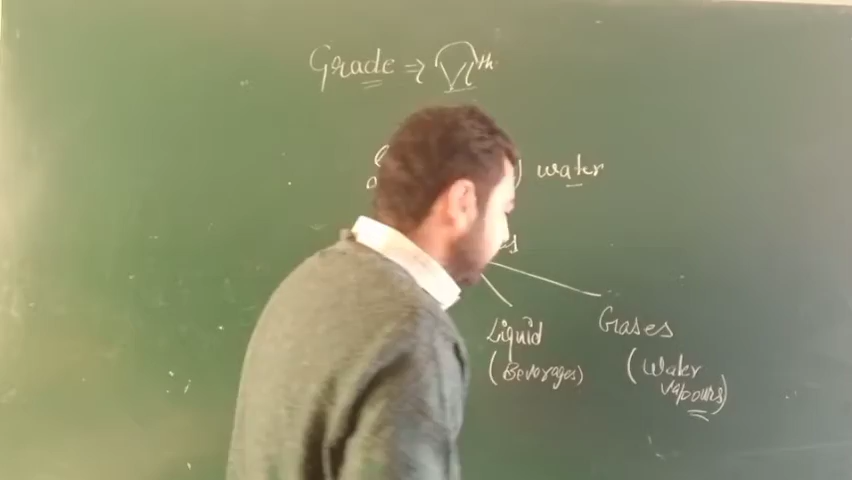 Grade ⇒ VIth
water
Liquid
Gases
(Beverages)
(Water
vapours)